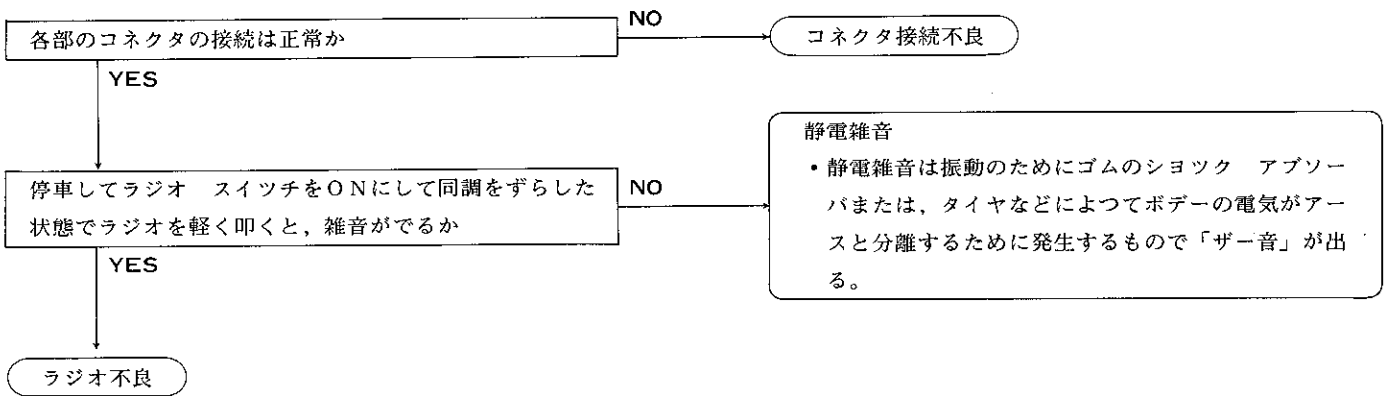 各部のコネクタの接続は正常か
NO
コネクタ接続不良
YES
停車してラジオ　スイツチをONにして同調をずらした
状態でラジオを軽く叩くと，雑音がでるか
NO
静電雑音
・静電雑音は振動のためにゴムのシヨツク　アブソー
バまたは，タイヤなどによつてボデーの電気がアー
スと分離するために発生するもので「ザー音」が出
る。
YES
ラジオ不良